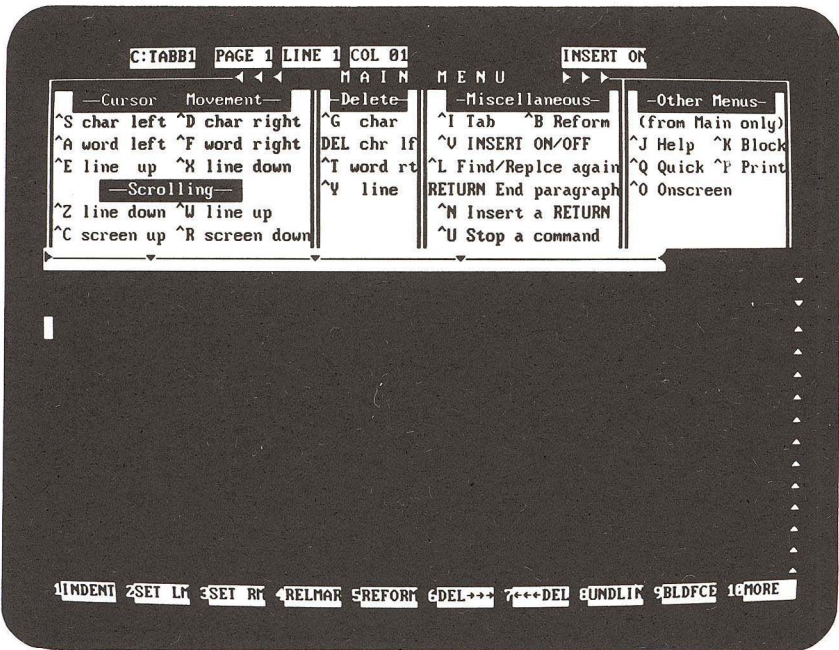 C:TABB1 PAGE 1 LINE 1 COL 01 INSERT ON
MAIN MENU
—Cursor Movement— —Delete— —Miscellaneous— —Other Menus—
^S char left ^D char right ^G char ^I Tab ^B Reform (from Main only)
^A word left ^F word right DEL chr lf ^V INSERT ON/OFF ^J Help ^K Block
^E line up ^X line down ^T word rt ^L Find/Replce again ^Q Quick ^P Print
—Scrolling— ^Y line RETURN End paragraph ^O Onscreen
^Z line down ^W line up ^N Insert a RETURN
^C screen up ^R screen down ^U Stop a command
1INDENT 2SET LM 3SET RM 4RELMAR 5REFORM 6DEL→→→ 7←←←DEL 8UNDLIN 9BLDFCE 10MORE